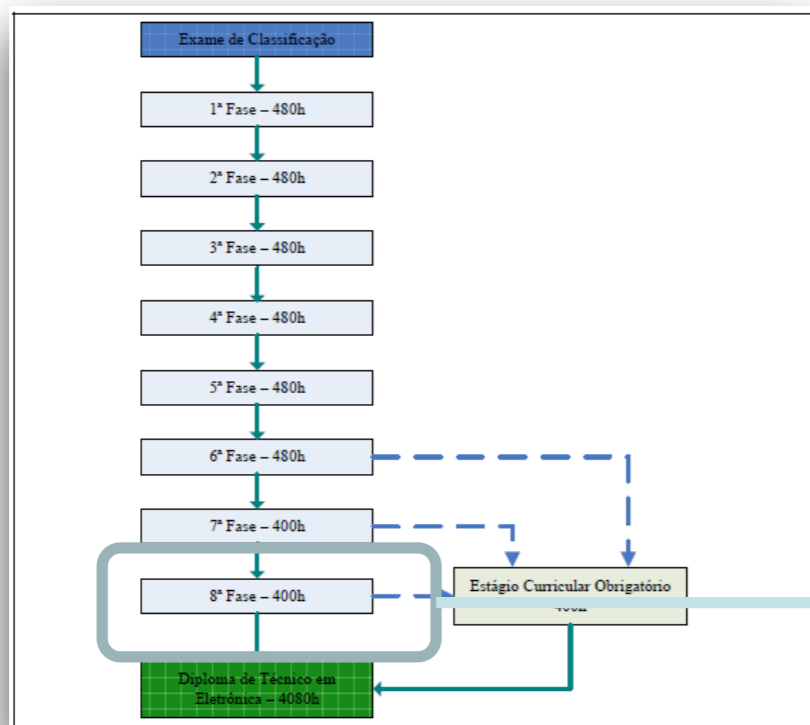 Exame de Classificação
1ª Fase – 480h
2ª Fase – 480h
3ª Fase – 480h
4ª Fase – 480h
5ª Fase – 480h
6ª Fase – 480h
7ª Fase – 400h
8ª Fase – 400h
Estágio Curricular Obrigatório
400h
Diploma de Técnico em
Eletrônica – 4080h